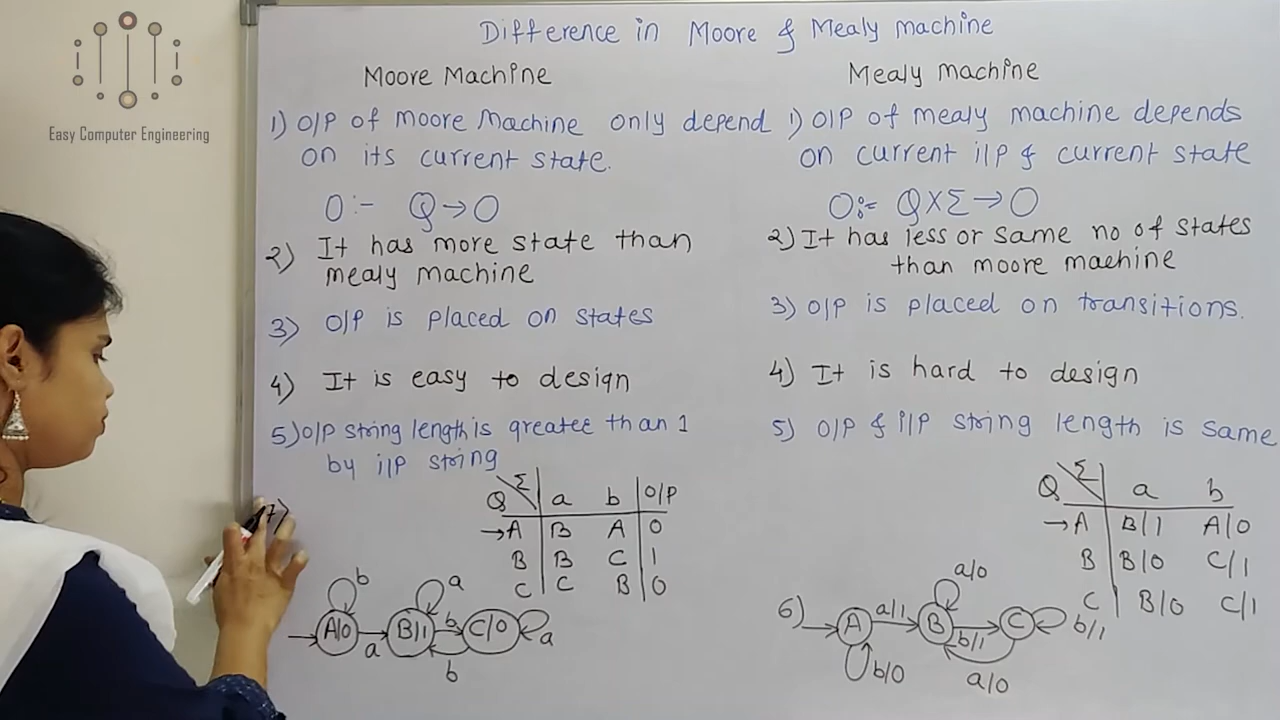 Difference in Moore & Mealy machine
Easy Computer Engineering
Moore Machine
1) O/P of moore Machine only depend
on its current state.
O :- Q→O
2) It has more state than
mealy machine
3) O/P is placed on states
4) It is easy to design
5) O/P string length is greatee than 1
by i/p string
Q Σ a b O/P
→A B A 0
B B C 1
C C B 0
b a
A/0 B/1 b C/0 a
a b
Mealy machine
1) O/P of mealy machine depends
on current i/p & current state
O:= Q×Σ→O
2) It has less or same no of states
than moore machine
3) O/P is placed on transitions.
4) It is hard to design
5) O/P & i/p string length is same
Q Σ a b
→A B/1 A/0
B B/0 C/1
C B/0 C/1
a/0
6) A a/1 B b/1 C b/1
b/0 a/0